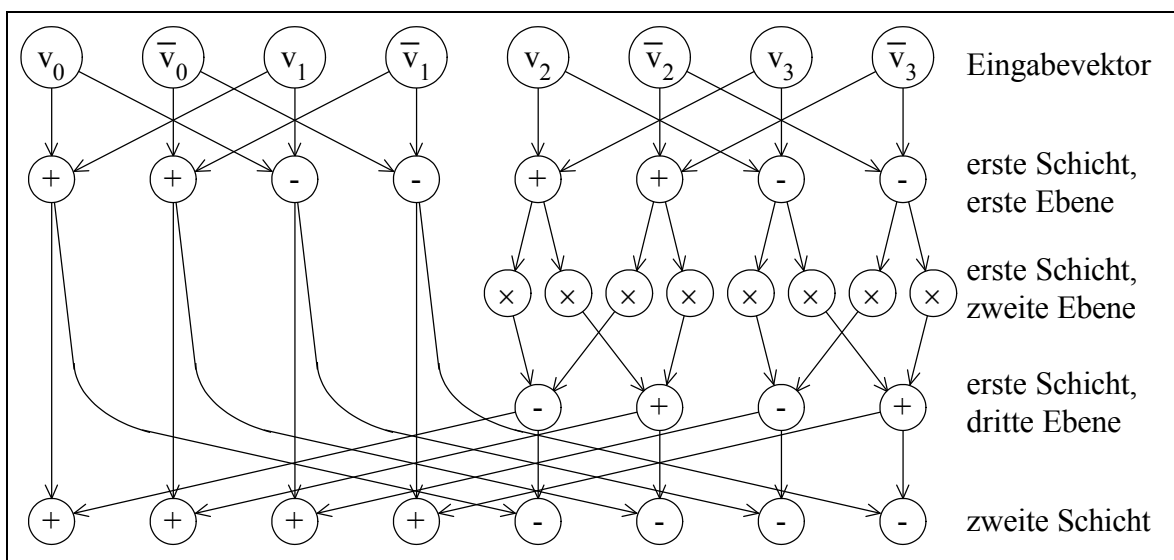 v₀ v̄₀ v₁ v̄₁ v₂ v̄₂ v₃ v̄₃ Eingabevektor
+ + - - + + - - erste Schicht,
erste Ebene
× × × × × × × × erste Schicht,
zweite Ebene
- + - + erste Schicht,
dritte Ebene
+ + + + - - - - zweite Schicht